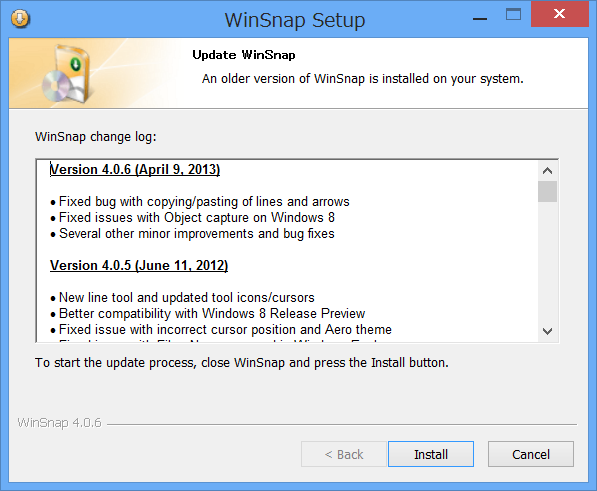 WinSnap Setup
Update WinSnap
An older version of WinSnap is installed on your system.
WinSnap change log:
Version 4.0.6 (April 9, 2013)
• Fixed bug with copying/pasting of lines and arrows
• Fixed issues with Object capture on Windows 8
• Several other minor improvements and bug fixes
Version 4.0.5 (June 11, 2012)
• New line tool and updated tool icons/cursors
• Better compatibility with Windows 8 Release Preview
• Fixed issue with incorrect cursor position and Aero theme
To start the update process, close WinSnap and press the Install button.
WinSnap 4.0.6
< Back
Install
Cancel